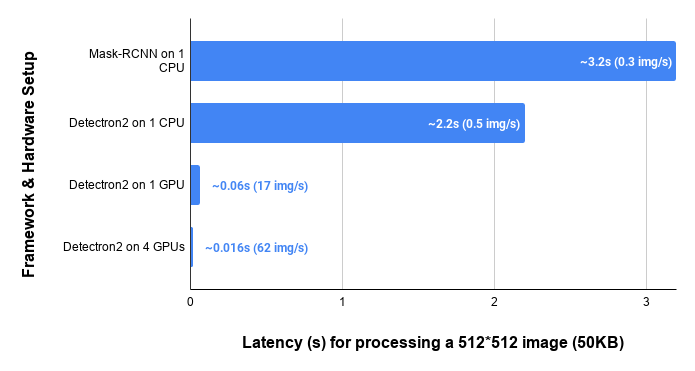 Framework & Hardware Setup
Mask-RCNN on 1
CPU
~3.2s (0.3 img/s)
Detectron2 on 1 CPU
~2.2s (0.5 img/s)
Detectron2 on 1 GPU
~0.06s (17 img/s)
Detectron2 on 4 GPUs
~0.016s (62 img/s)
0 1 2 3
Latency (s) for processing a 512*512 image (50KB)